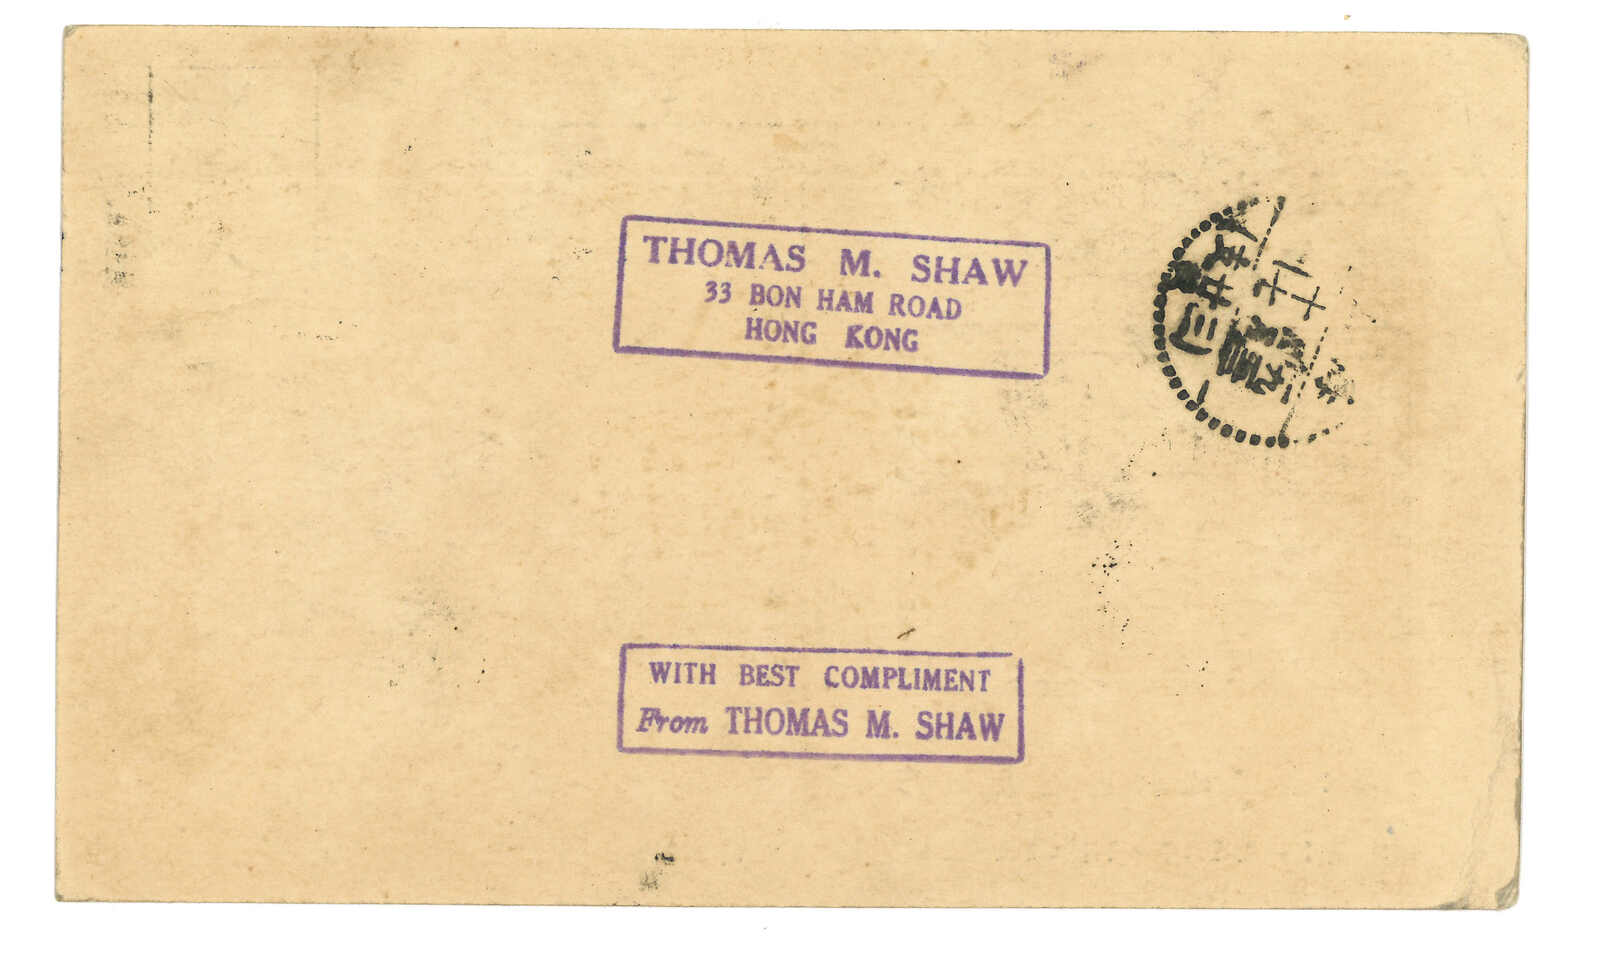 THOMAS M. SHAW
33 BON HAM ROAD
HONG KONG
WITH BEST COMPLIMENT
From THOMAS M. SHAW